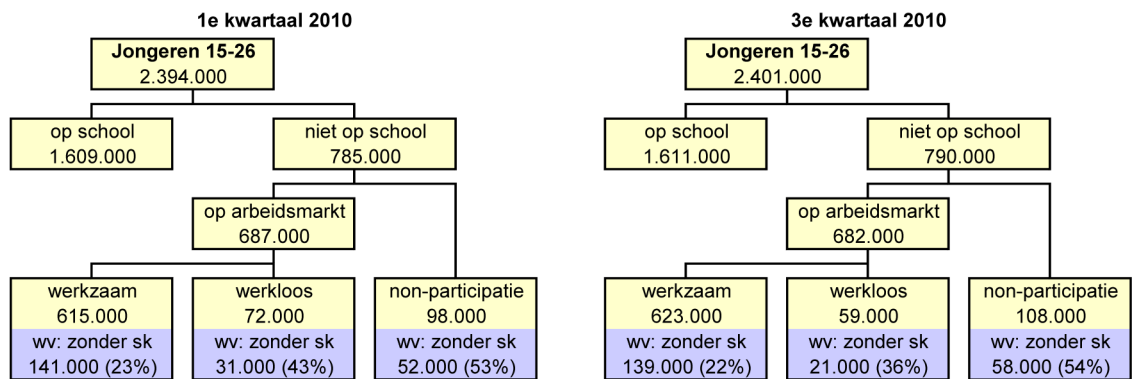 1e kwartaal 2010
Jongeren 15-26
2.394.000
op school
1.609.000
niet op school
785.000
op arbeidsmarkt
687.000
werkzaam
615.000
wv: zonder sk
141.000 (23%)
werkloos
72.000
wv: zonder sk
31.000 (43%)
non-participatie
98.000
wv: zonder sk
52.000 (53%)
3e kwartaal 2010
Jongeren 15-26
2.401.000
op school
1.611.000
niet op school
790.000
op arbeidsmarkt
682.000
werkzaam
623.000
wv: zonder sk
139.000 (22%)
werkloos
59.000
wv: zonder sk
21.000 (36%)
non-participatie
108.000
wv: zonder sk
58.000 (54%)